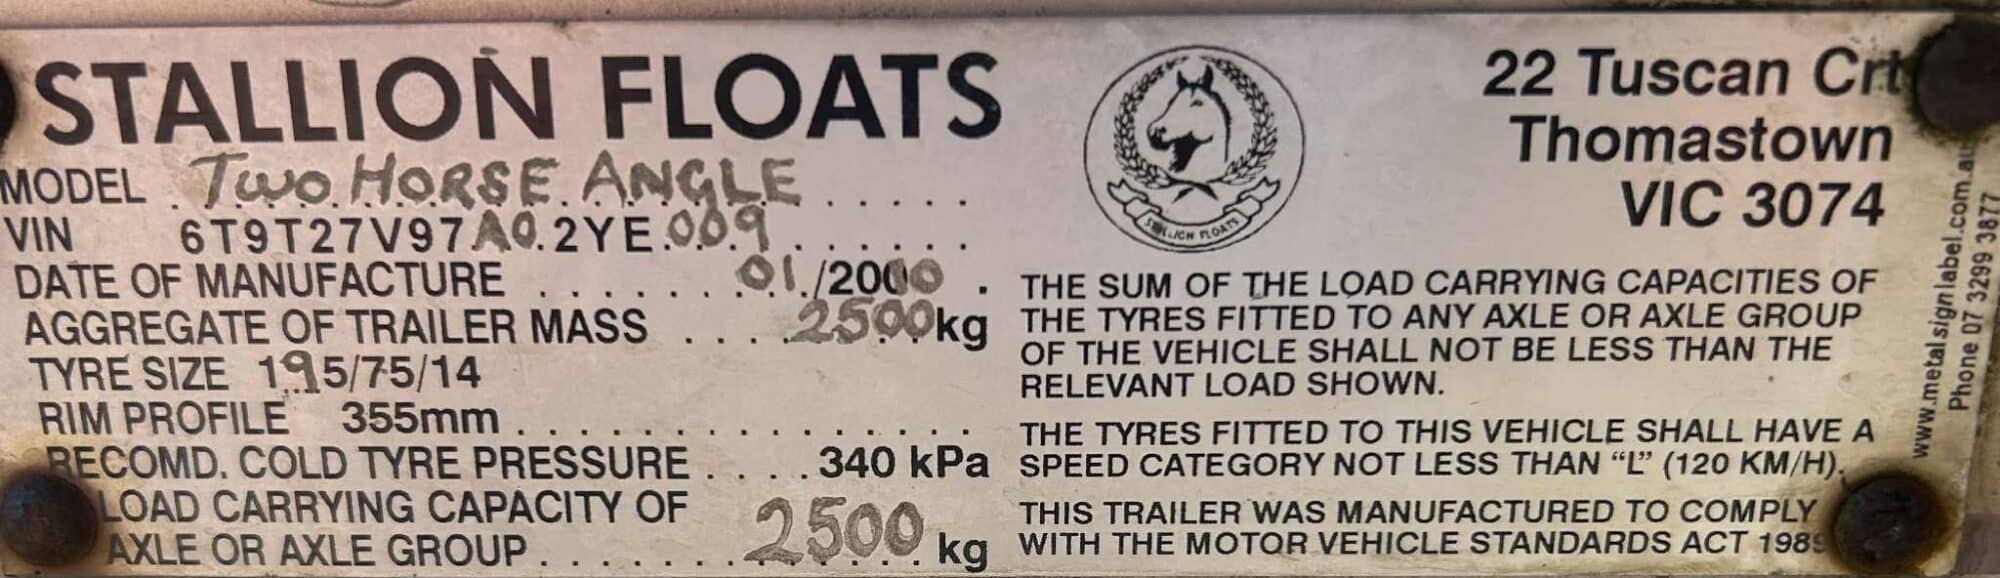 STALLION FLOATS
MODEL . TWO HORSE ANGLE . . . . .
VIN 6T9T27V97A0.2YE.009 . . . . . .
DATE OF MANUFACTURE . . . . . . . 01./2000 .
AGGREGATE OF TRAILER MASS . . . . 2500kg
TYRE SIZE 195/75/14
RIM PROFILE 355mm . . . . . . . . . . . . . . . . .
RECOMD. COLD TYRE PRESSURE . . . . 340 kPa
LOAD CARRYING CAPACITY OF
AXLE OR AXLE GROUP . . . . . . . 2500 kg
STALLION FLOATS
22 Tuscan Crt
Thomastown
VIC 3074
THE SUM OF THE LOAD CARRYING CAPACITIES OF
THE TYRES FITTED TO ANY AXLE OR AXLE GROUP
OF THE VEHICLE SHALL NOT BE LESS THAN THE
RELEVANT LOAD SHOWN.
THE TYRES FITTED TO THIS VEHICLE SHALL HAVE A
SPEED CATEGORY NOT LESS THAN “L” (120 KM/H).
THIS TRAILER WAS MANUFACTURED TO COMPLY
WITH THE MOTOR VEHICLE STANDARDS ACT 1989
www.metalsignlabel.com.au
Phone 07 3299 3877